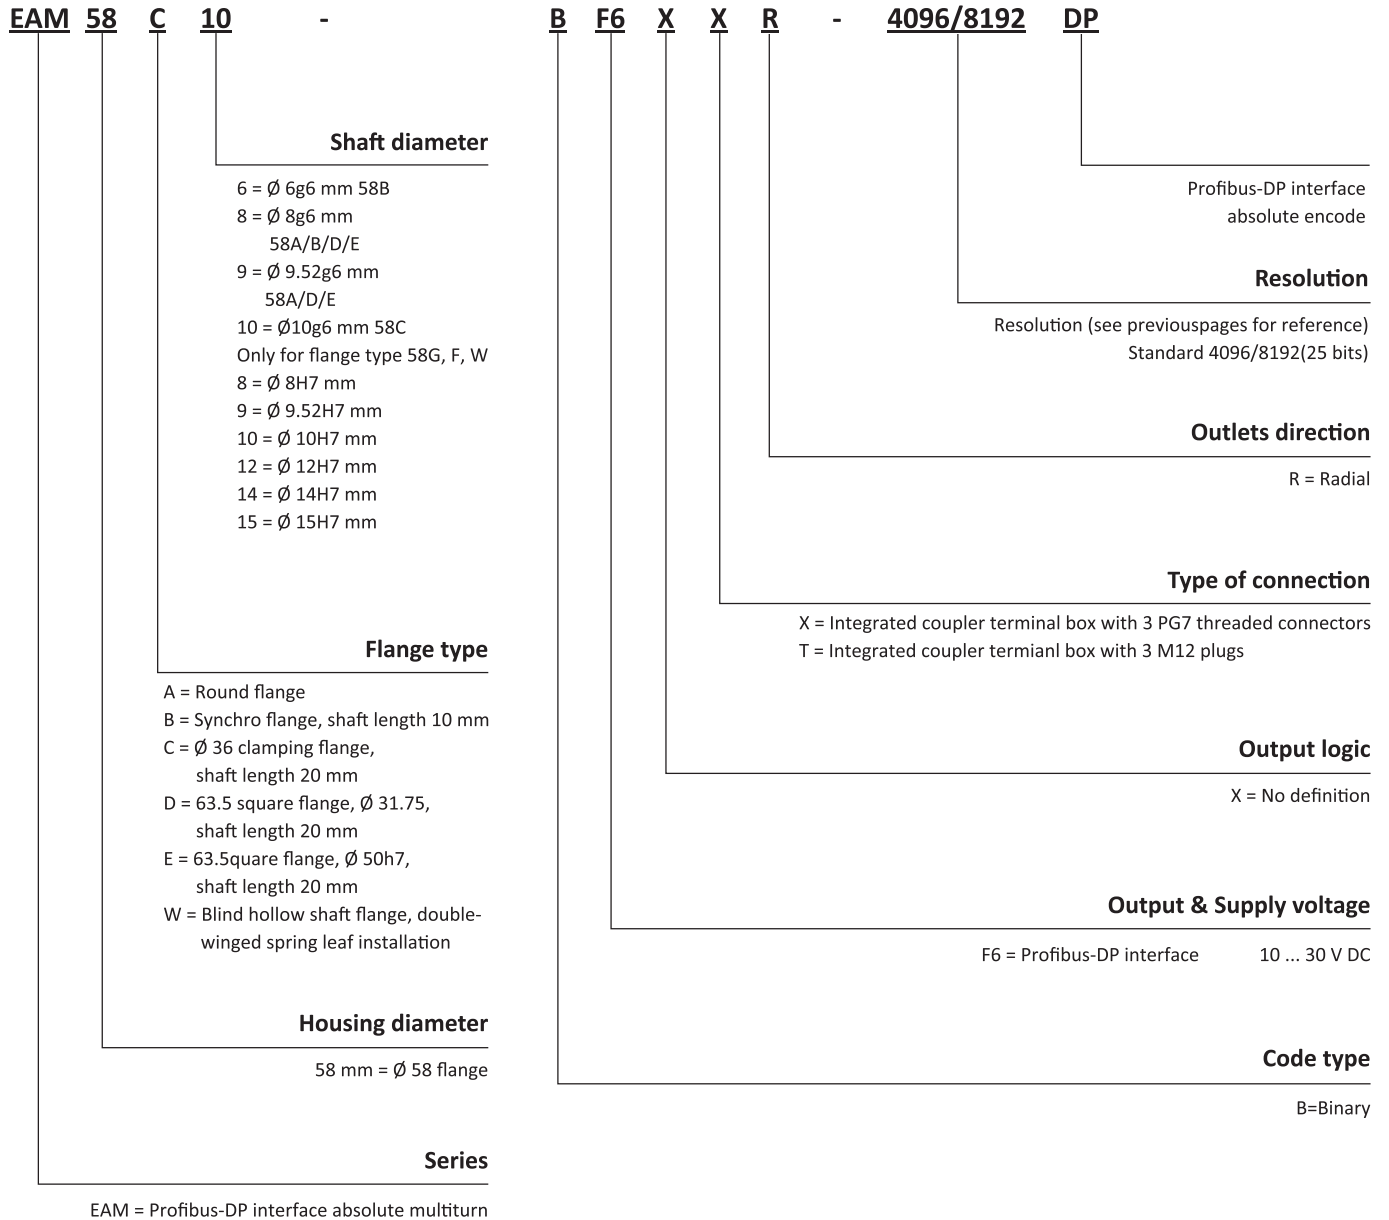 EAM 58 C 10 - B F6 X X R - 4096/8192 DP
Shaft diameter
6 = Ø 6g6 mm 58B
8 = Ø 8g6 mm
58A/B/D/E
9 = Ø 9.52g6 mm
58A/D/E
10 = Ø10g6 mm 58C
Only for flange type 58G, F, W
8 = Ø 8H7 mm
9 = Ø 9.52H7 mm
10 = Ø 10H7 mm
12 = Ø 12H7 mm
14 = Ø 14H7 mm
15 = Ø 15H7 mm
Flange type
A = Round flange
B = Synchro flange, shaft length 10 mm
C = Ø 36 clamping flange,
shaft length 20 mm
D = 63.5 square flange, Ø 31.75,
shaft length 20 mm
E = 63.5quare flange, Ø 50h7,
shaft length 20 mm
W = Blind hollow shaft flange, double-
winged spring leaf installation
Housing diameter
58 mm = Ø 58 flange
Series
EAM = Profibus-DP interface absolute multiturn
Profibus-DP interface
absolute encode
Resolution
Resolution (see previouspages for reference)
Standard 4096/8192(25 bits)
Outlets direction
R = Radial
Type of connection
X = Integrated coupler terminal box with 3 PG7 threaded connectors
T = Integrated coupler termianl box with 3 M12 plugs
Output logic
X = No definition
Output & Supply voltage
F6 = Profibus-DP interface 10 ... 30 V DC
Code type
B=Binary